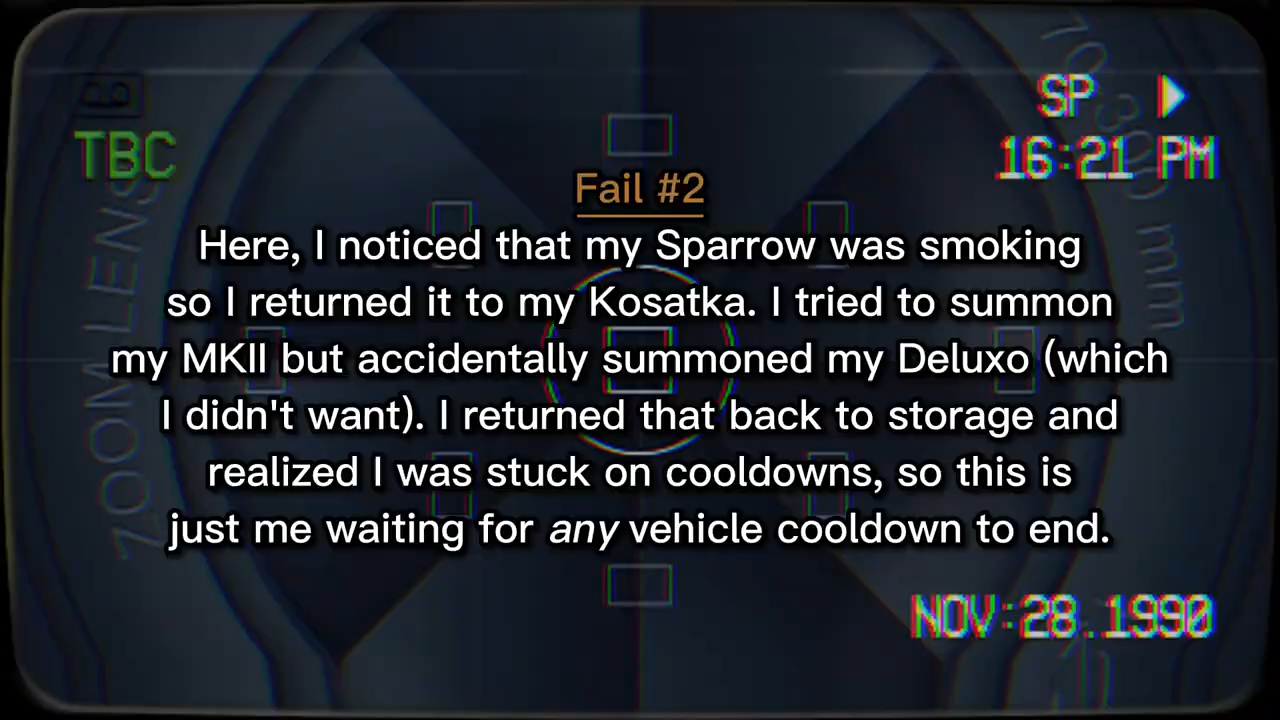 SP
TBC
16:21 PM
Fail #2
Here, I noticed that my Sparrow was smoking
so I returned it to my Kosatka. I tried to summon
my MKII but accidentally summoned my Deluxo (which
I didn't want). I returned that back to storage and
realized I was stuck on cooldowns, so this is
just me waiting for any vehicle cooldown to end.
ZOOM LENS
NOV:28.1990